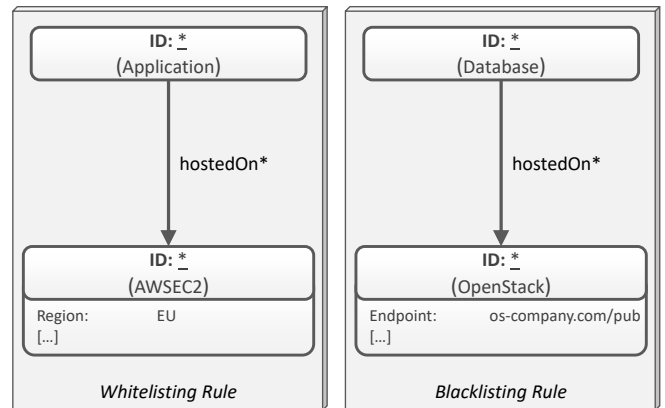 ID: *
(Application)
hostedOn*
ID: *
(AWSEC2)
Region: EU
[...]
Whitelisting Rule
ID: *
(Database)
hostedOn*
ID: *
(OpenStack)
Endpoint: os-company.com/pub
[...]
Blacklisting Rule